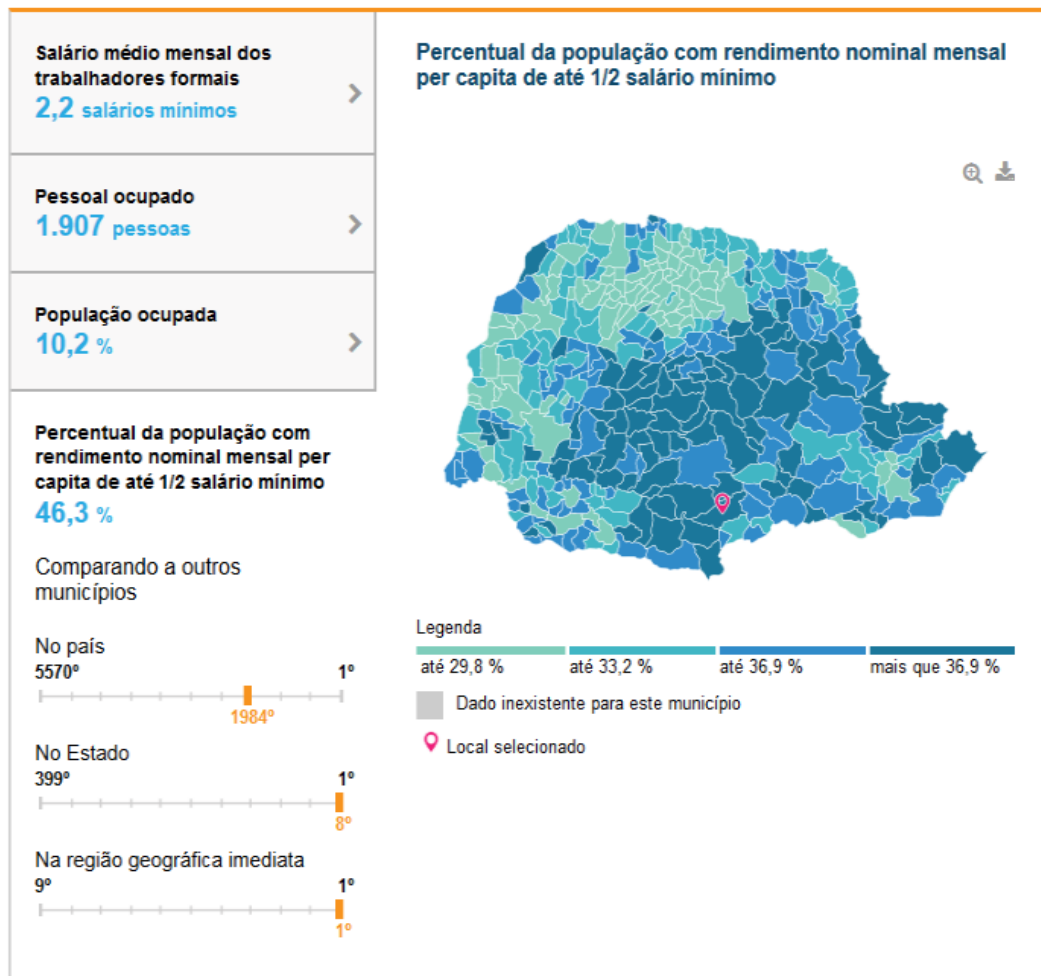 Salário médio mensal dos
trabalhadores formais
2,2 salários mínimos
Pessoal ocupado
1.907 pessoas
População ocupada
10,2 %
Percentual da população com
rendimento nominal mensal per
capita de até 1/2 salário mínimo
46,3 %
Comparando a outros
municípios
No país
5570º 1º
1984º
No Estado
399º 1º
8º
Na região geográfica imediata
9º 1º
1º
Percentual da população com rendimento nominal mensal
per capita de até 1/2 salário mínimo
Legenda
até 29,8 % até 33,2 % até 36,9 % mais que 36,9 %
Dado inexistente para este município
Local selecionado